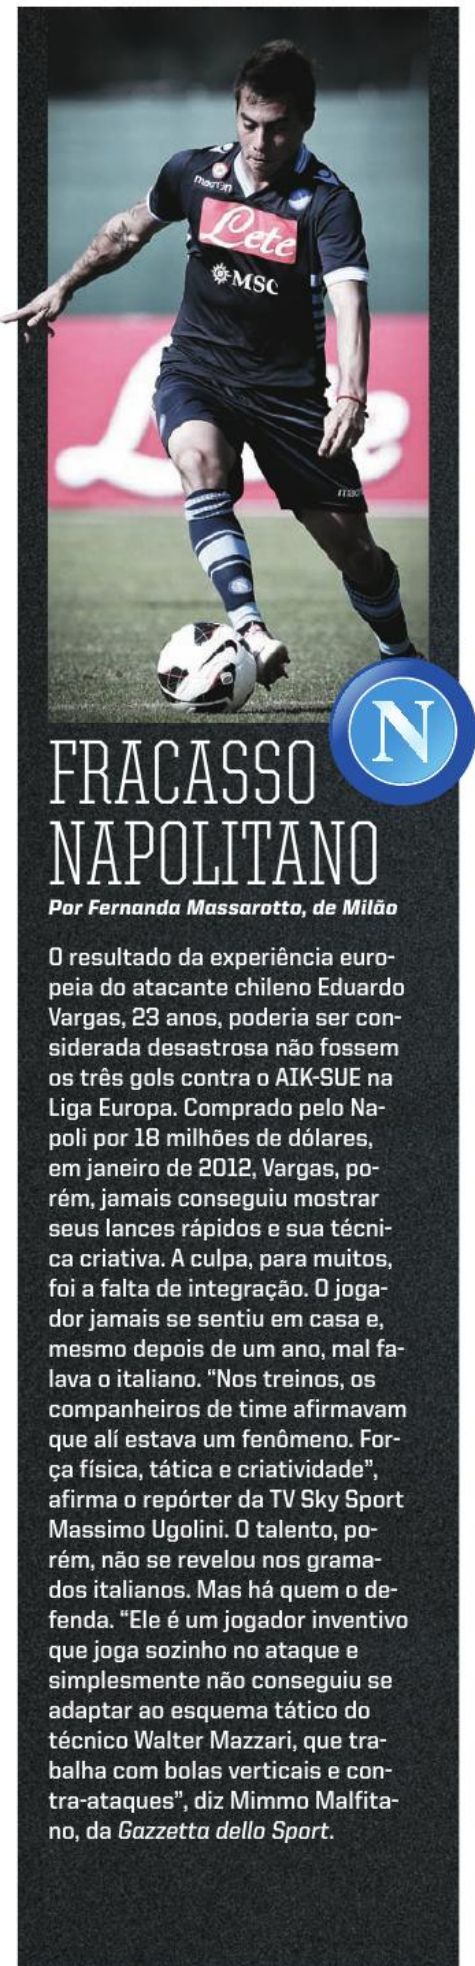 macron
Lete
MSC
N
FRACASSO
NAPOLITANO
Por Fernanda Massarotto, de Milão
O resultado da experiência euro-
peia do atacante chileno Eduardo
Vargas, 23 anos, poderia ser con-
siderada desastrosa não fossem
os três gols contra o AIK-SUE na
Liga Europa. Comprado pelo Na-
poli por 18 milhões de dólares,
em janeiro de 2012, Vargas, po-
rém, jamais conseguiu mostrar
seus lances rápidos e sua técni-
ca criativa. A culpa, para muitos,
foi a falta de integração. O joga-
dor jamais se sentiu em casa e,
mesmo depois de um ano, mal fa-
lava o italiano. “Nos treinos, os
companheiros de time afirmavam
que alí estava um fenômeno. For-
ça física, tática e criatividade”,
afirma o repórter da TV Sky Sport
Massimo Ugolini. O talento, po-
rém, não se revelou nos grama-
dos italianos. Mas há quem o de-
fenda. “Ele é um jogador inventivo
que joga sozinho no ataque e
simplesmente não conseguiu se
adaptar ao esquema tático do
técnico Walter Mazzari, que tra-
balha com bolas verticais e con-
tra-ataques”, diz Mimmo Malfita-
no, da Gazzetta dello Sport.